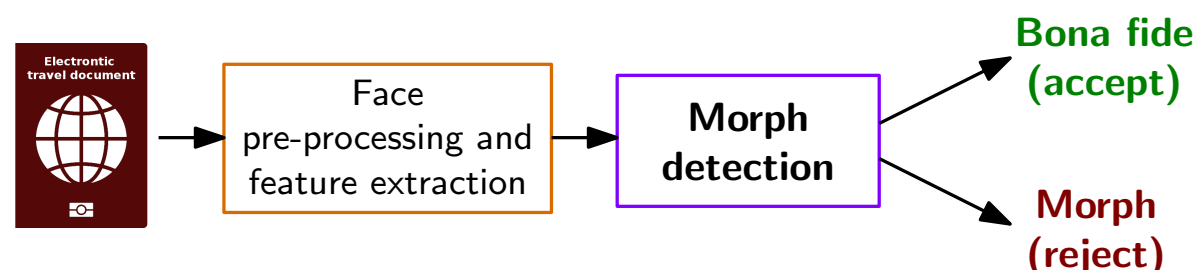 Electrontic
travel document
Face
pre-processing and
feature extraction
Morph
detection
Bona fide
(accept)
Morph
(reject)